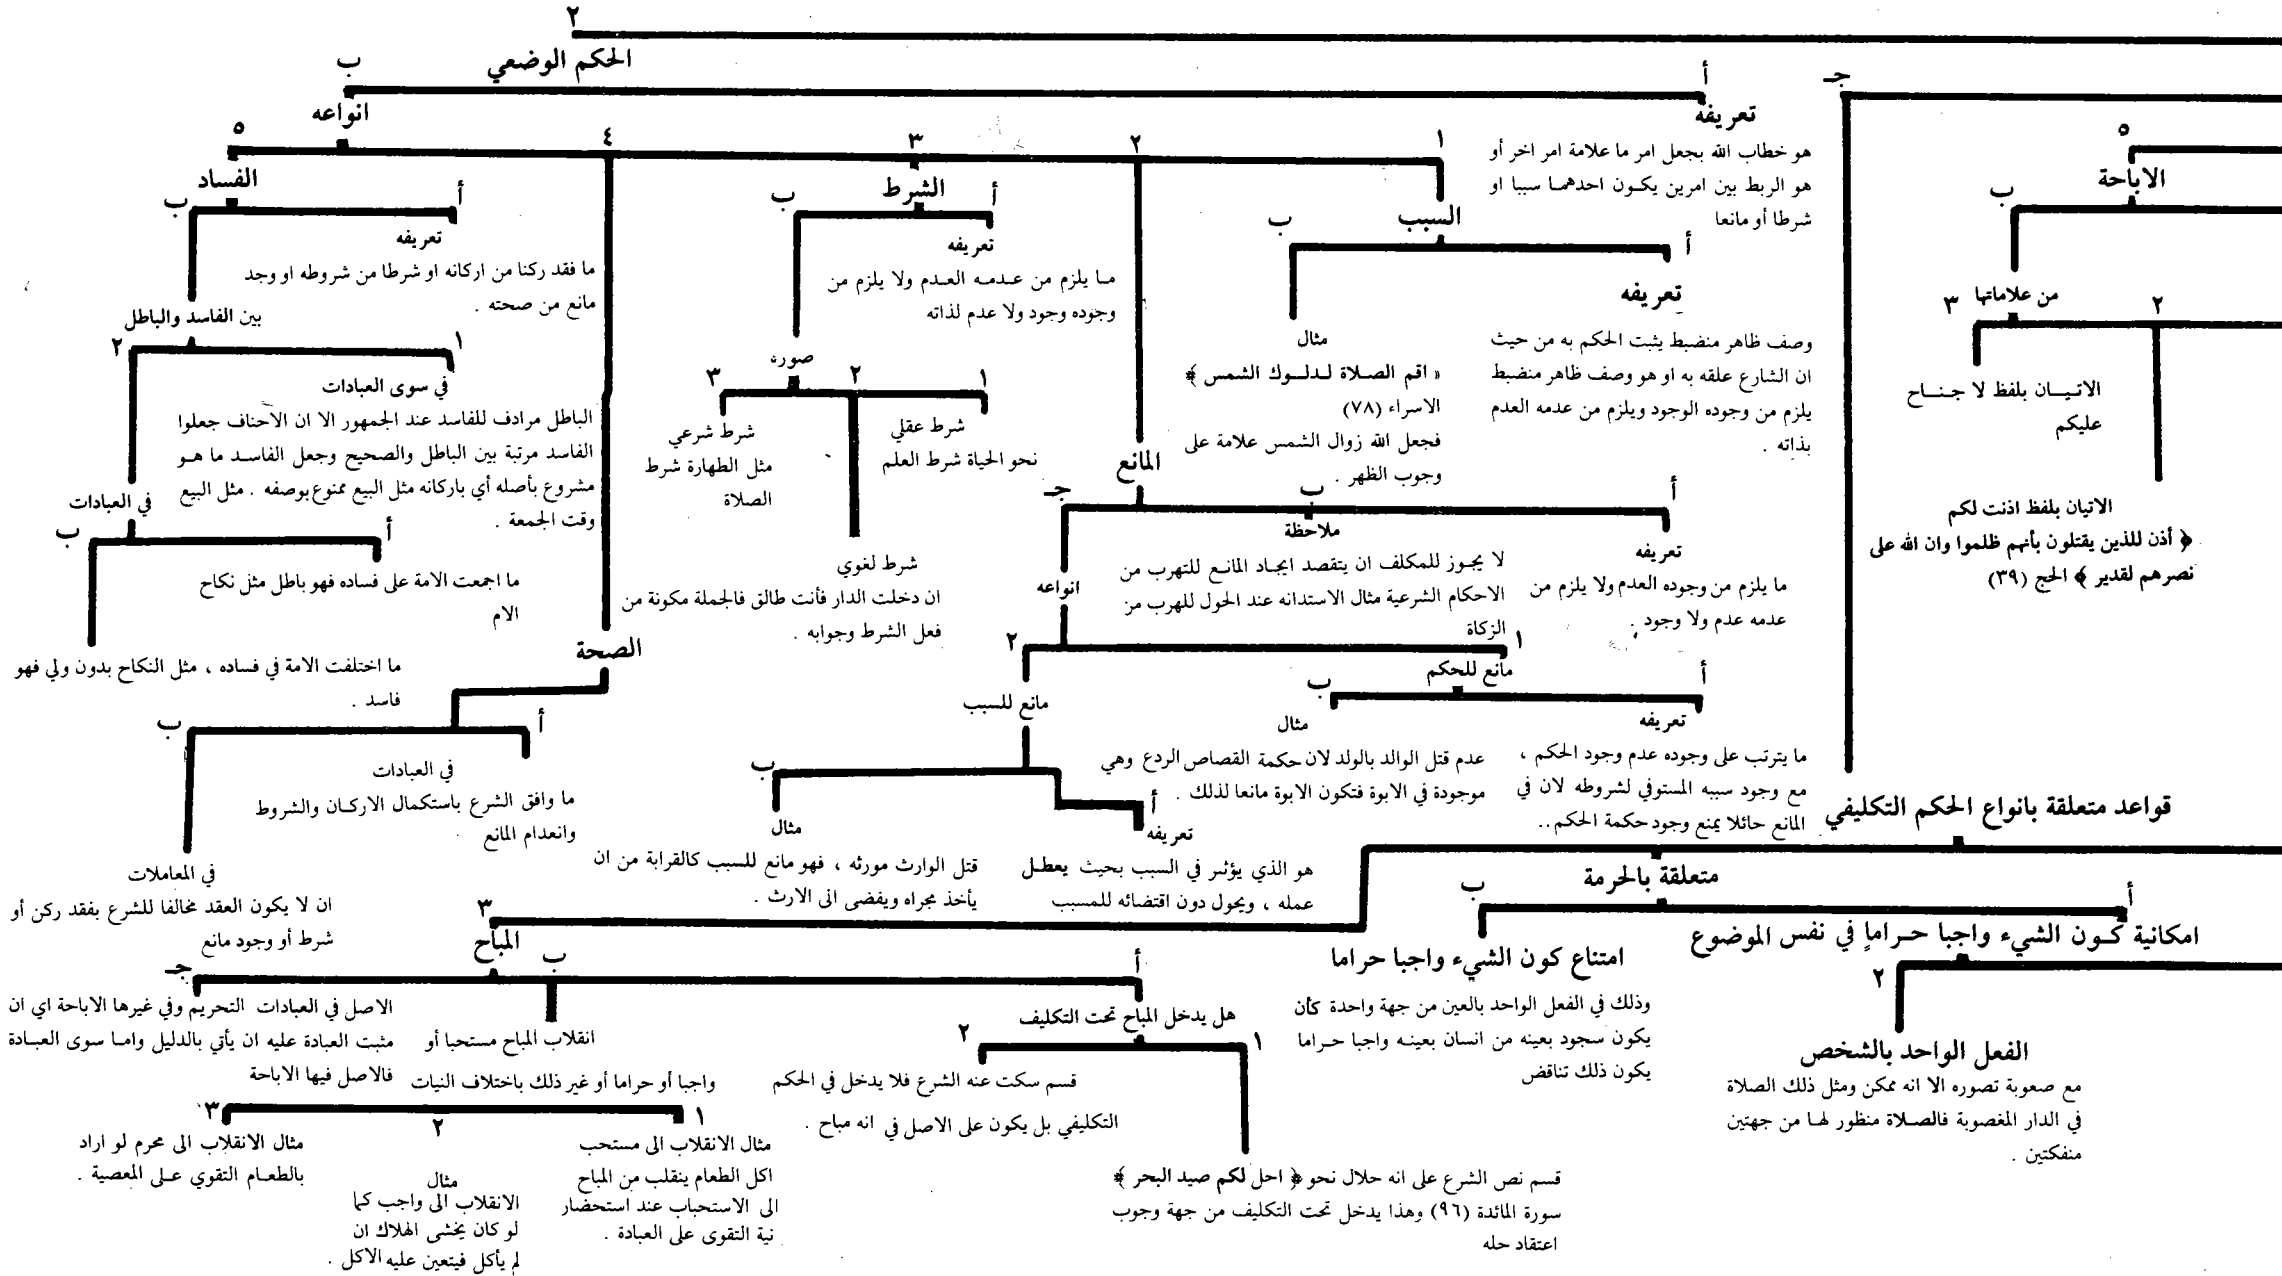 ٢
الحكم الوضعي
أ
تعريفه
هو خطاب الله بجعل امر ما علامة امر اخر أو
هو الربط بين امرين يكون احدهما سببا او
شرطا أو مانعا
ب
انواعه
١
السبب
أ
تعريفه
وصف ظاهر منضبط يثبت الحكم به من حيث
ان الشارع علقه به او هو وصف ظاهر منضبط
يلزم من وجوده الوجود ويلزم من عدمه العدم
بذاته .
ب
مثال
« اقم الصلاة لدلوك الشمس ﴾
الاسراء (٧٨)
فجعل الله زوال الشمس علامة على
وجوب الظهر .
٢
المانع
أ
تعريفه
ما يلزم من وجوده العدم ولا يلزم من
عدمه عدم ولا وجود .
ب
ملاحظة
لا يجوز للمكلف ان يتقصد ايجاد المانع للتهرب من
الاحكام الشرعية مثال الاستدانه عند الحول للهرب من
الزكاة
جـ
انواعه
١
مانع للحكم
أ
تعريفه
ما يترتب على وجوده عدم وجود الحكم ،
مع وجود سببه المستوفي لشروطه لان في
المانع حائلا يمنع وجود حكمة الحكم..
ب
مثال
عدم قتل الوالد بالولد لان حكمة القصاص الردع وهي
موجودة في الابوة فتكون الابوة مانعا لذلك .
٢
مانع للسبب
أ
تعريفه
هو الذي يؤثر في السبب بحيث يعطل
عمله ، ويحول دون اقتضائه للمسبب
ب
مثال
قتل الوارث مورثه ، فهو مانع للسبب كالقرابة من ان
يأخذ مجراه ويفضى الى الارث .
٣
الشرط
أ
تعريفه
ما يلزم من عدمه العدم ولا يلزم من
وجوده وجود ولا عدم لذاته
ب
صوره
١
شرط عقلي
نحو الحياة شرط العلم
٢
شرط لغوي
ان دخلت الدار فأنت طالق فالجملة مكونة من
فعل الشرط وجوابه .
٣
شرط شرعي
مثل الطهارة شرط
الصلاة
٤
الصحة
أ
في العبادات
ما وافق الشرع باستكمال الاركان والشروط
وانعدام المانع
ب
في المعاملات
ان لا يكون العقد مخالفا للشرع بفقد ركن أو
شرط أو وجود مانع
٥
الفساد
أ
تعريفه
ما فقد ركنا من اركانه او شرطا من شروطه او وجد
مانع من صحته .
ب
بين الفاسد والباطل
١
في سوى العبادات
الباطل مرادف للفاسد عند الجمهور الا ان الاحناف جعلوا
الفاسد مرتبة بين الباطل والصحيح وجعل الفاسد ما هو
مشروع بأصله أي باركانه مثل البيع ممنوع بوصفه . مثل البيع
وقت الجمعة .
٢
في العبادات
أ
ما اجمعت الامة على فساده فهو باطل مثل نكاح
الام
ب
ما اختلفت الامة في فساده ، مثل النكاح بدون ولي فهو
فاسد .
٥
الاباحة
ب
من علاماتها
٢
الاتيان بلفظ اذنت لكم
﴿ أذن للذين يقتلون بأنهم ظلموا وان الله على
نصرهم لقدير ﴾ الحج (٣٩)
٣
الاتيان بلفظ لا جناح
عليكم
جـ
قواعد متعلقة بانواع الحكم التكليفي
متعلقة بالحرمة
أ
امكانية كون الشيء واجبا حراماٍ في نفس الموضوع
٢
الفعل الواحد بالشخص
مع صعوبة تصوره الا انه ممكن ومثل ذلك الصلاة
في الدار المغصوبة فالصلاة منظور لها من جهتين
منفكتين .
ب
امتناع كون الشيء واجبا حراما
وذلك في الفعل الواحد بالعين من جهة واحدة كأن
يكون سجود بعينه من انسان بعينه واجبا حراما
يكون ذلك تناقض
٣
المباح
أ
هل يدخل المباح تحت التكليف
١
قسم نص الشرع على انه حلال نحو ﴿ احل لكم صيد البحر ﴾
سورة المائدة (٩٦) وهذا يدخل تحت التكليف من جهة وجوب
اعتقاد حله
٢
قسم سكت عنه الشرع فلا يدخل في الحكم
التكليفي بل يكون على الاصل في انه مباح .
ب
انقلاب المباح مستحبا أو
واجبا أو حراما أو غير ذلك باختلاف النيات
١
مثال الانقلاب الى مستحب
اكل الطعام ينقلب من المباح
الى الاستحباب عند استحضار
نية التقوى على العبادة .
٢
مثال
الانقلاب الى واجب كما
لو كان يخشى الهلاك ان
لم يأكل فيتعين عليه الاكل .
٣
مثال الانقلاب الى محرم لو اراد
بالطعام التقوي على المعصية .
جـ
الاصل في العبادات التحريم وفي غيرها الاباحة اي ان
مثبت العبادة عليه ان يأتي بالدليل واما سوى العبادة
فالاصل فيها الاباحة